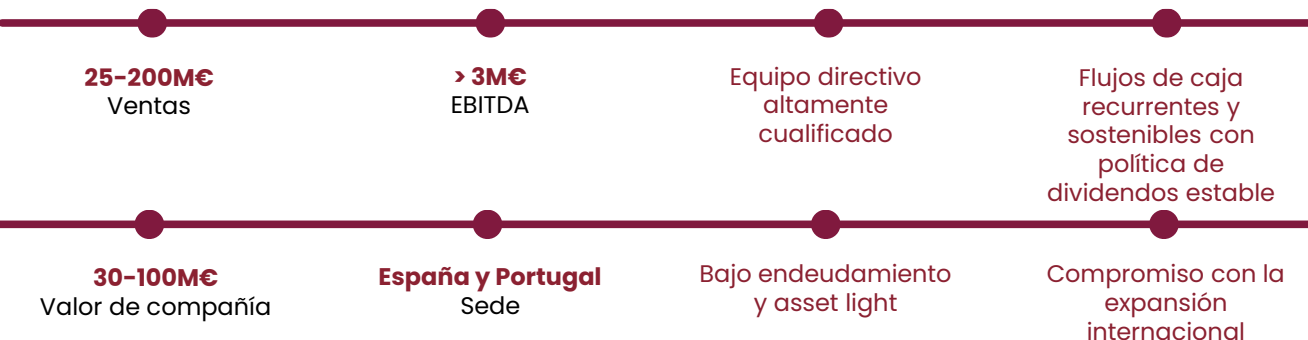 25-200M€
Ventas
> 3M€
EBITDA
Equipo directivo
altamente
cualificado
Flujos de caja
recurrentes y
sostenibles con
política de
dividendos estable
30-100M€
Valor de compañía
España y Portugal
Sede
Bajo endeudamiento
y asset light
Compromiso con la
expansión
internacional